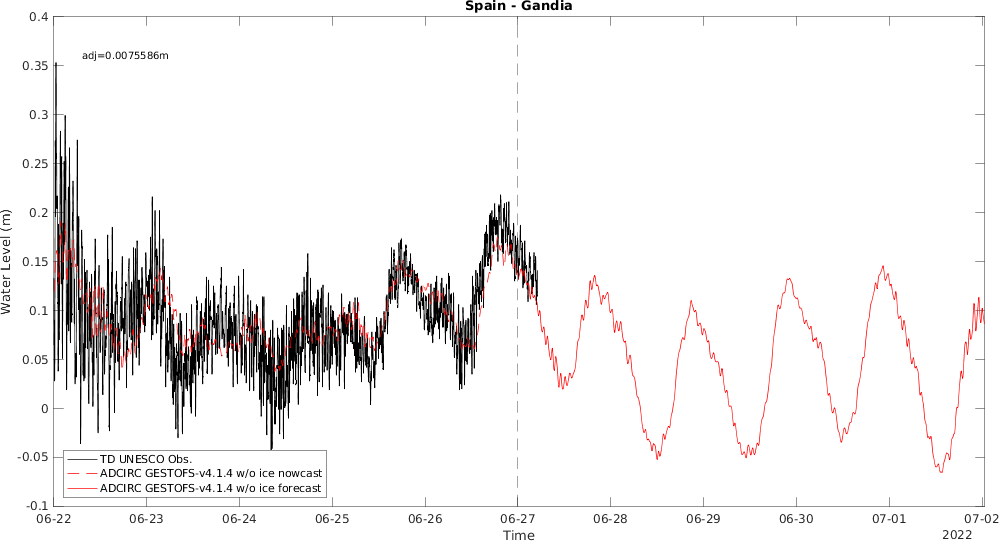 Spain - Gandia
adj=0.0075586m
0.4
0.35
0.3
0.25
0.2
0.15
0.1
0.05
0
-0.05
-0.1
Water Level (m)
TD UNESCO Obs.
ADCIRC GESTOFS-v4.1.4 w/o ice nowcast
ADCIRC GESTOFS-v4.1.4 w/o ice forecast
06-22 06-23 06-24 06-25 06-26 06-27 06-28 06-29 06-30 07-01 07-02
Time
2022